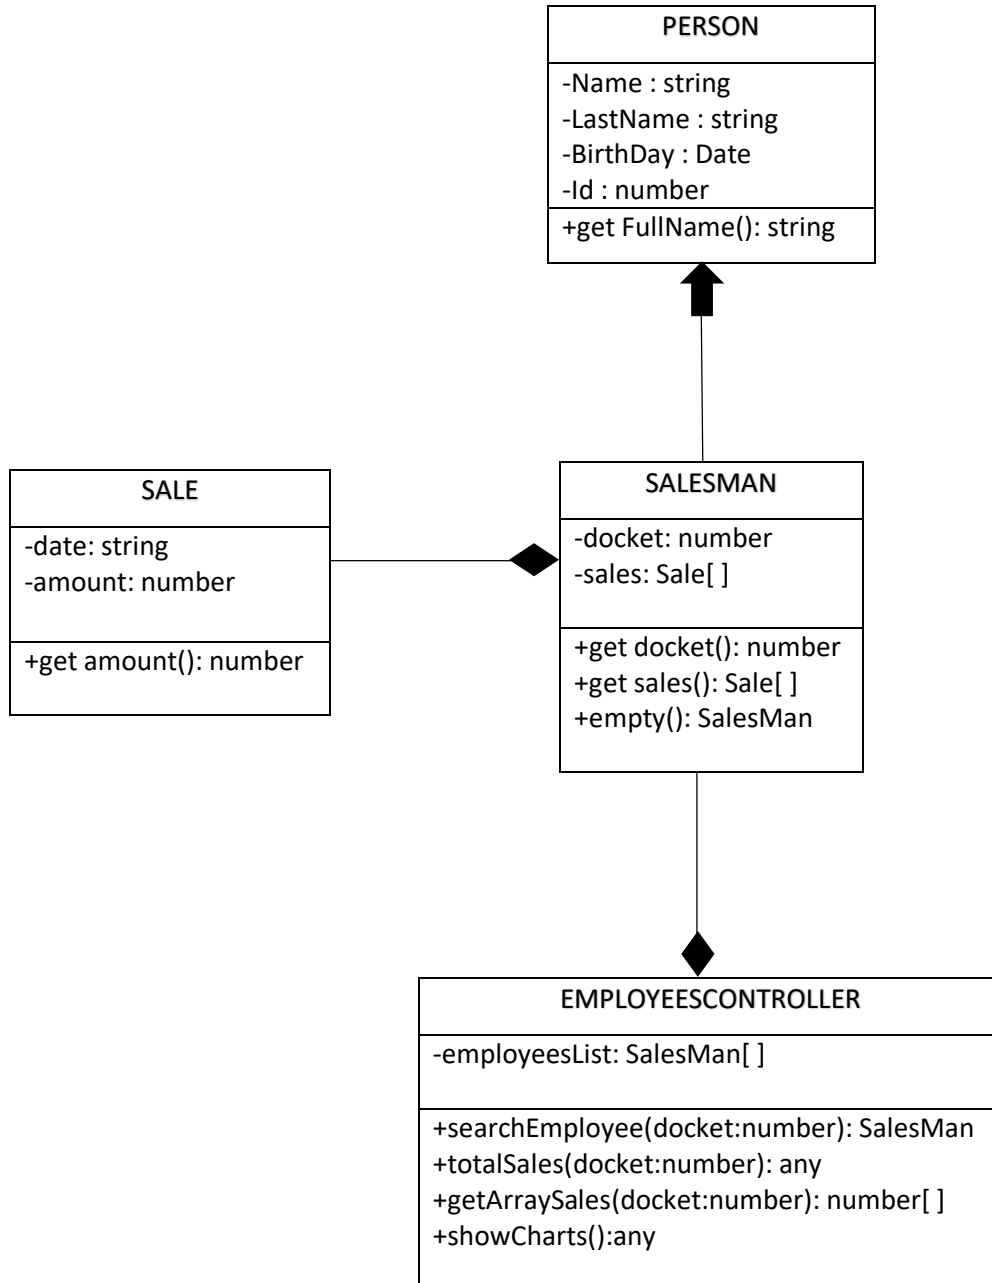 PERSON
-Name : string
-LastName : string
-BirthDay : Date
-Id : number
+get FullName(): string
SALE
-date: string
-amount: number
+get amount(): number
SALESMAN
-docket: number
-sales: Sale[ ]
+get docket(): number
+get sales(): Sale[ ]
+empty(): SalesMan
EMPLOYEESCONTROLLER
-employeesList: SalesMan[ ]
+searchEmployee(docket:number): SalesMan
+totalSales(docket:number): any
+getArraySales(docket:number): number[ ]
+showCharts():any